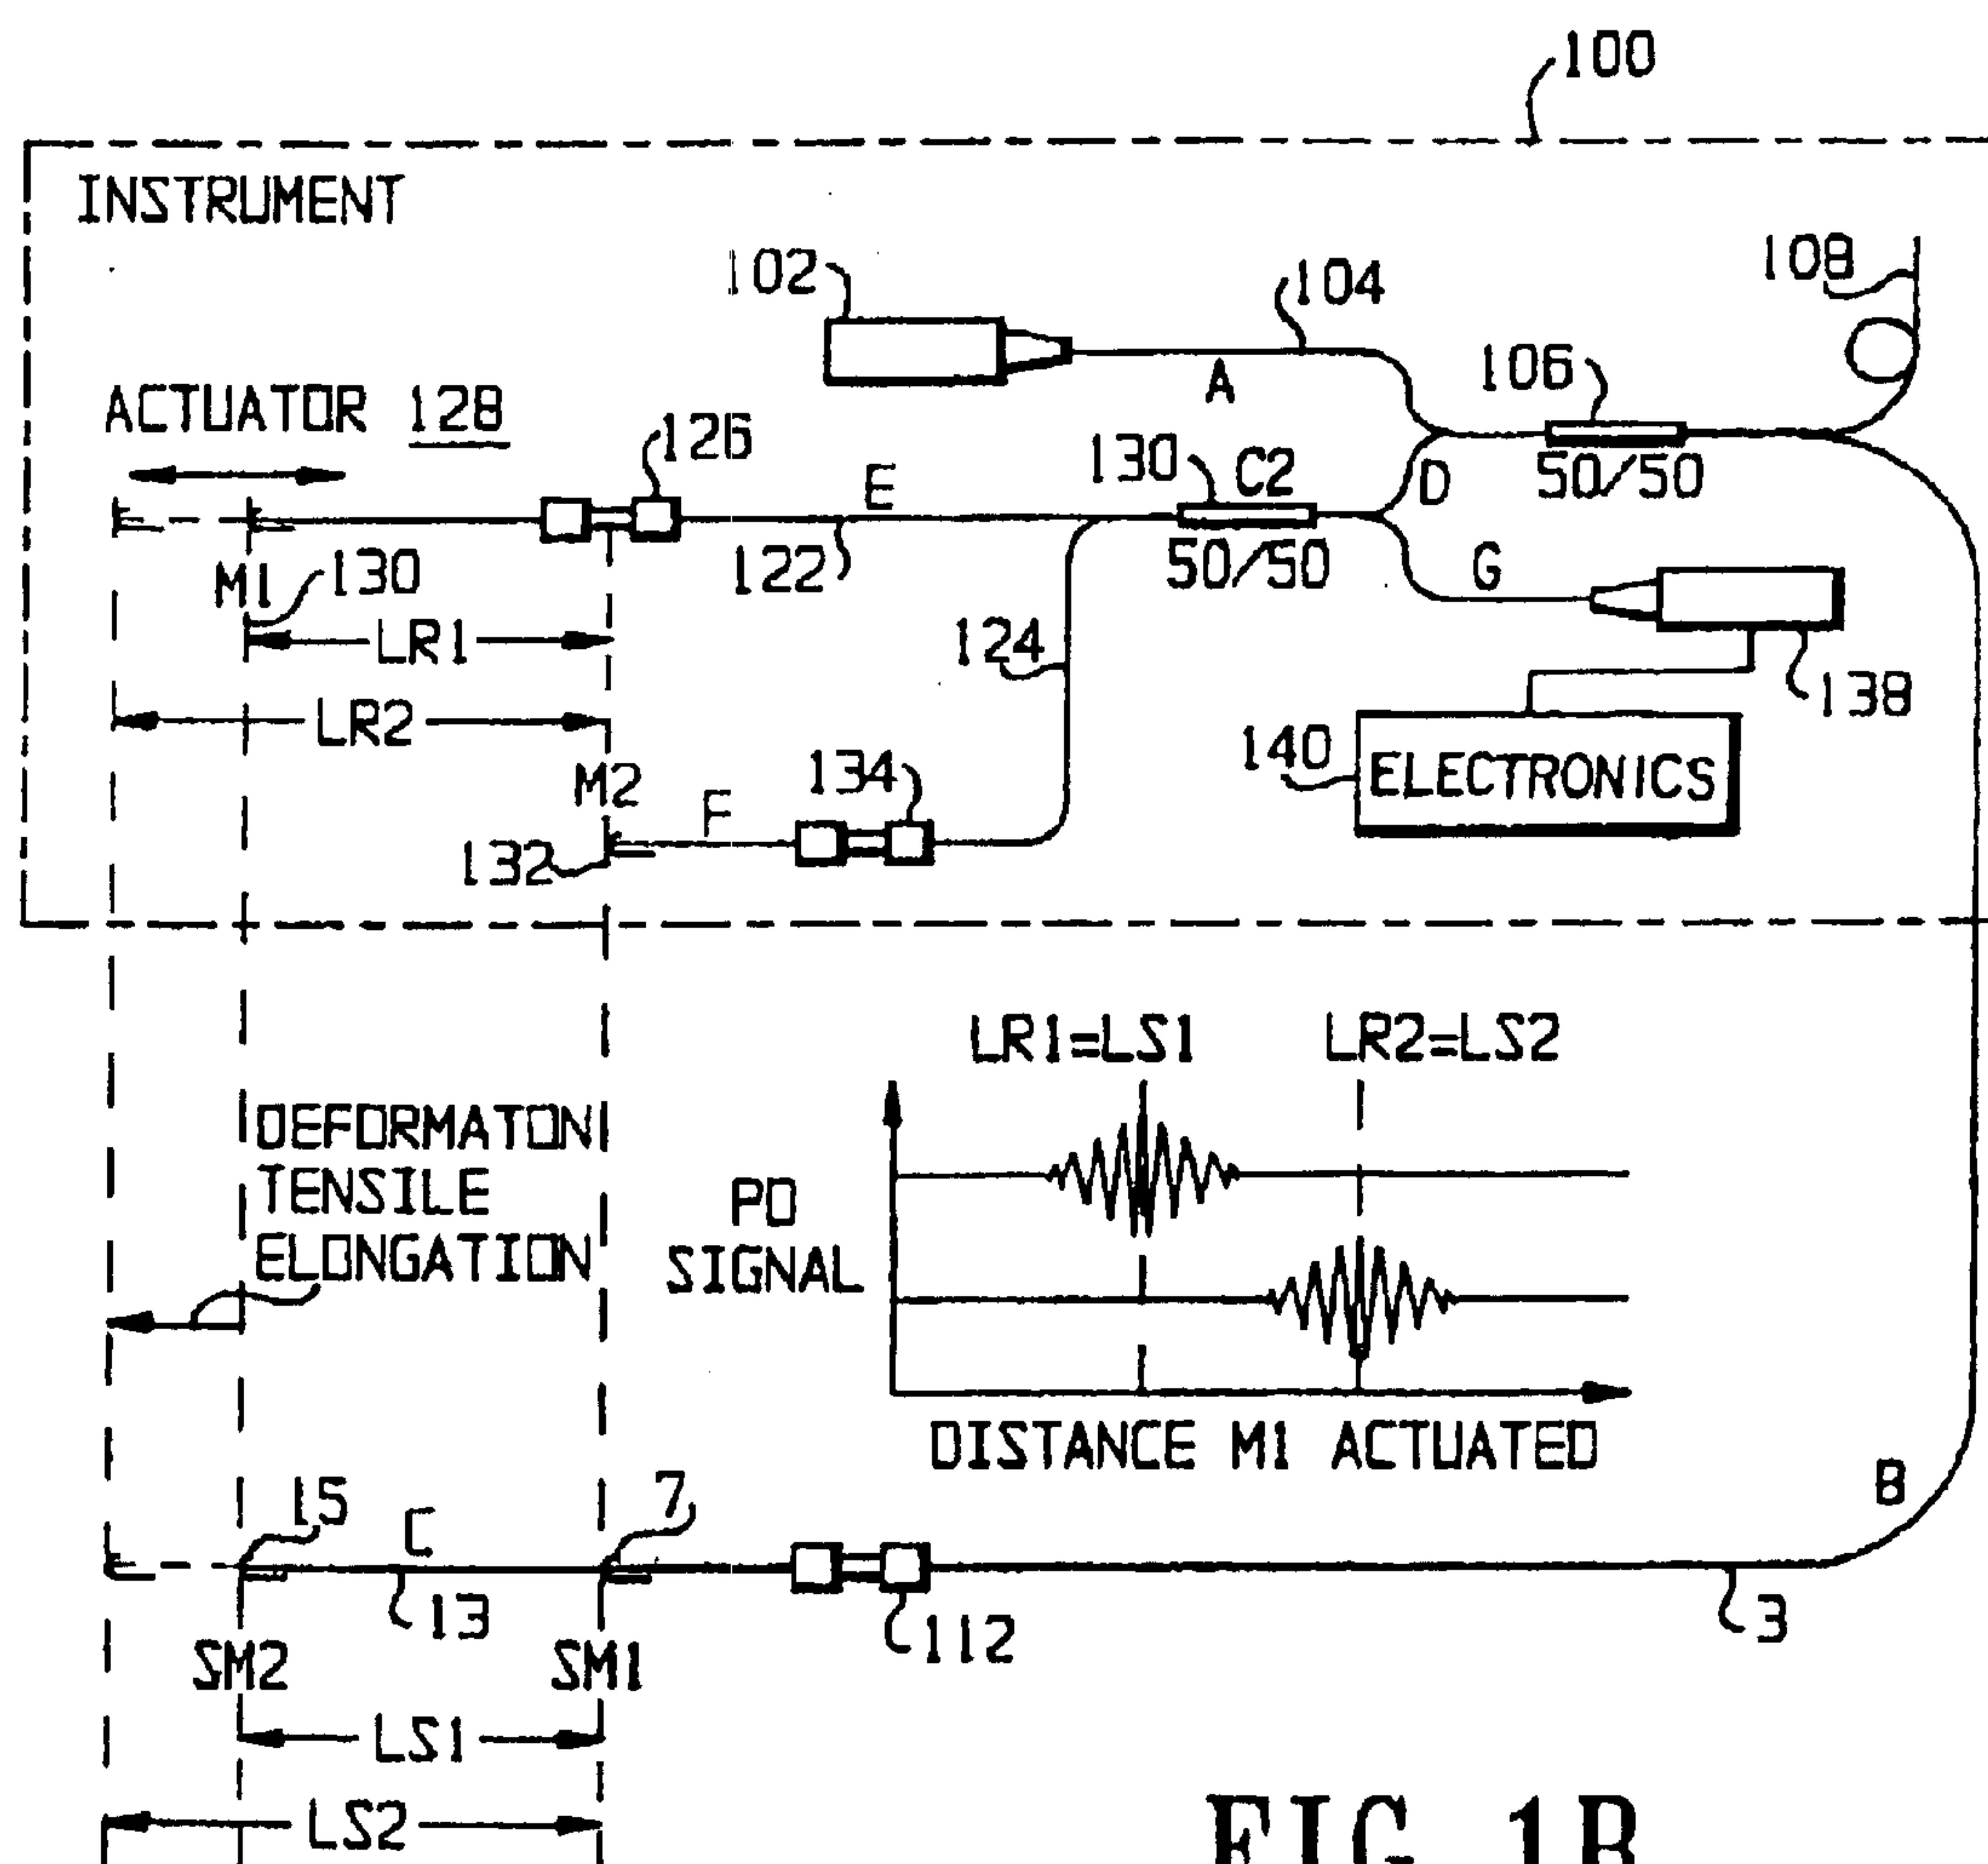 100
INSTRUMENT
102
104
108
A
106
50/50
ACTUATOR 128
126
E
130
C2
D
50/50
122
G
M1
130
LR1
124
138
LR2
140
ELECTRONICS
M2
F
134
132
LR1=LS1
LR2=LS2
DEFORMATON
TENSILE
ELONGATION
PD
SIGNAL
DISTANCE M1 ACTUATED
B
15
C
7
13
112
3
SM2
SM1
LS1
LS2
FIG. 1B